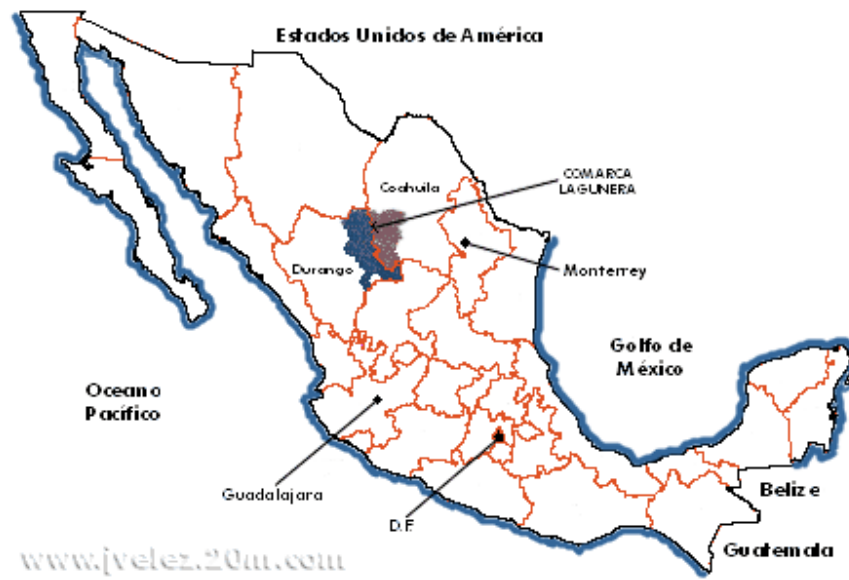 Estados Unidos de América
COMARCA
LAGUNERA
Coahuila
Durango
Monterrey
Golfo de
México
Oceano
Pacífico
Guadalajara
D.F.
Belize
Guatemala
www.jvelez.20m.com